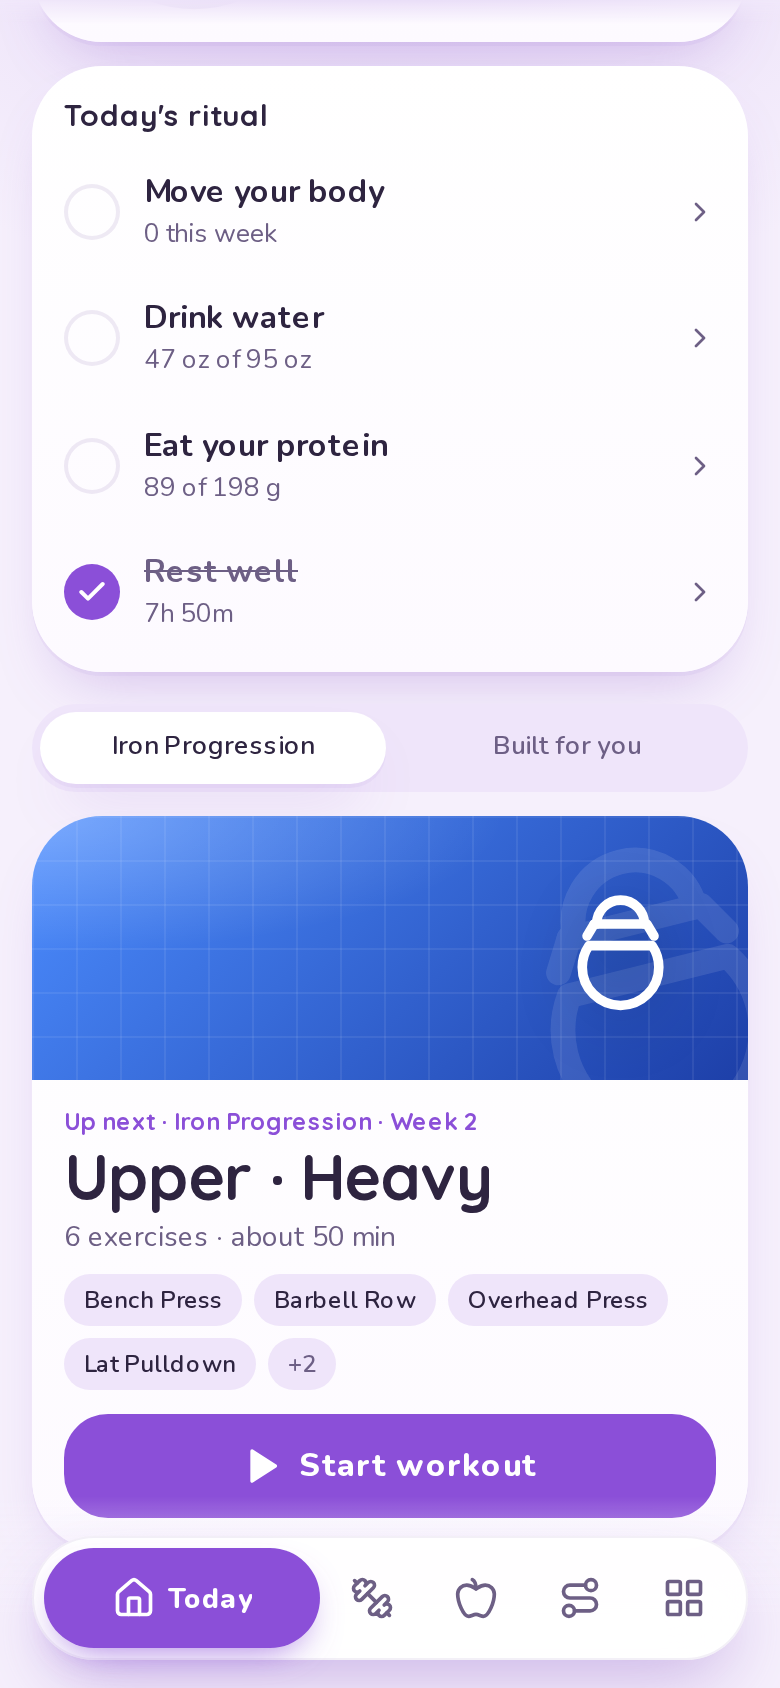 Today's ritual
Move your body
0 this week
Drink water
47 oz of 95 oz
Eat your protein
89 of 198 g
Rest well
7h 50m
Iron Progression
Built for you
Up next · Iron Progression · Week 2
Upper · Heavy
6 exercises · about 50 min
Bench Press
Barbell Row
Overhead Press
Lat Pulldown
+2
Start workout
Today